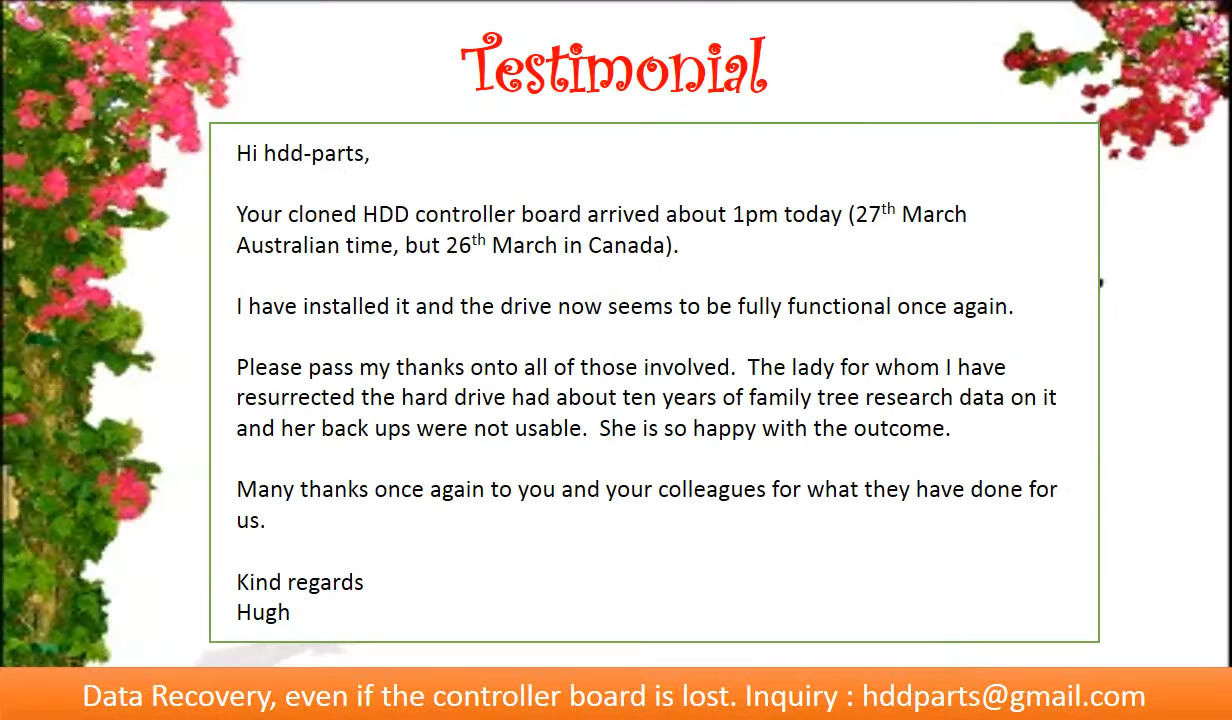 Testimonial
Hi hdd-parts,
Your cloned HDD controller board arrived about 1pm today (27th March
Australian time, but 26th March in Canada).
I have installed it and the drive now seems to be fully functional once again.
Please pass my thanks onto all of those involved.  The lady for whom I have
resurrected the hard drive had about ten years of family tree research data on it
and her back ups were not usable.  She is so happy with the outcome.
Many thanks once again to you and your colleagues for what they have done for
us.
Kind regards
Hugh
Data Recovery, even if the controller board is lost. Inquiry : hddparts@gmail.com